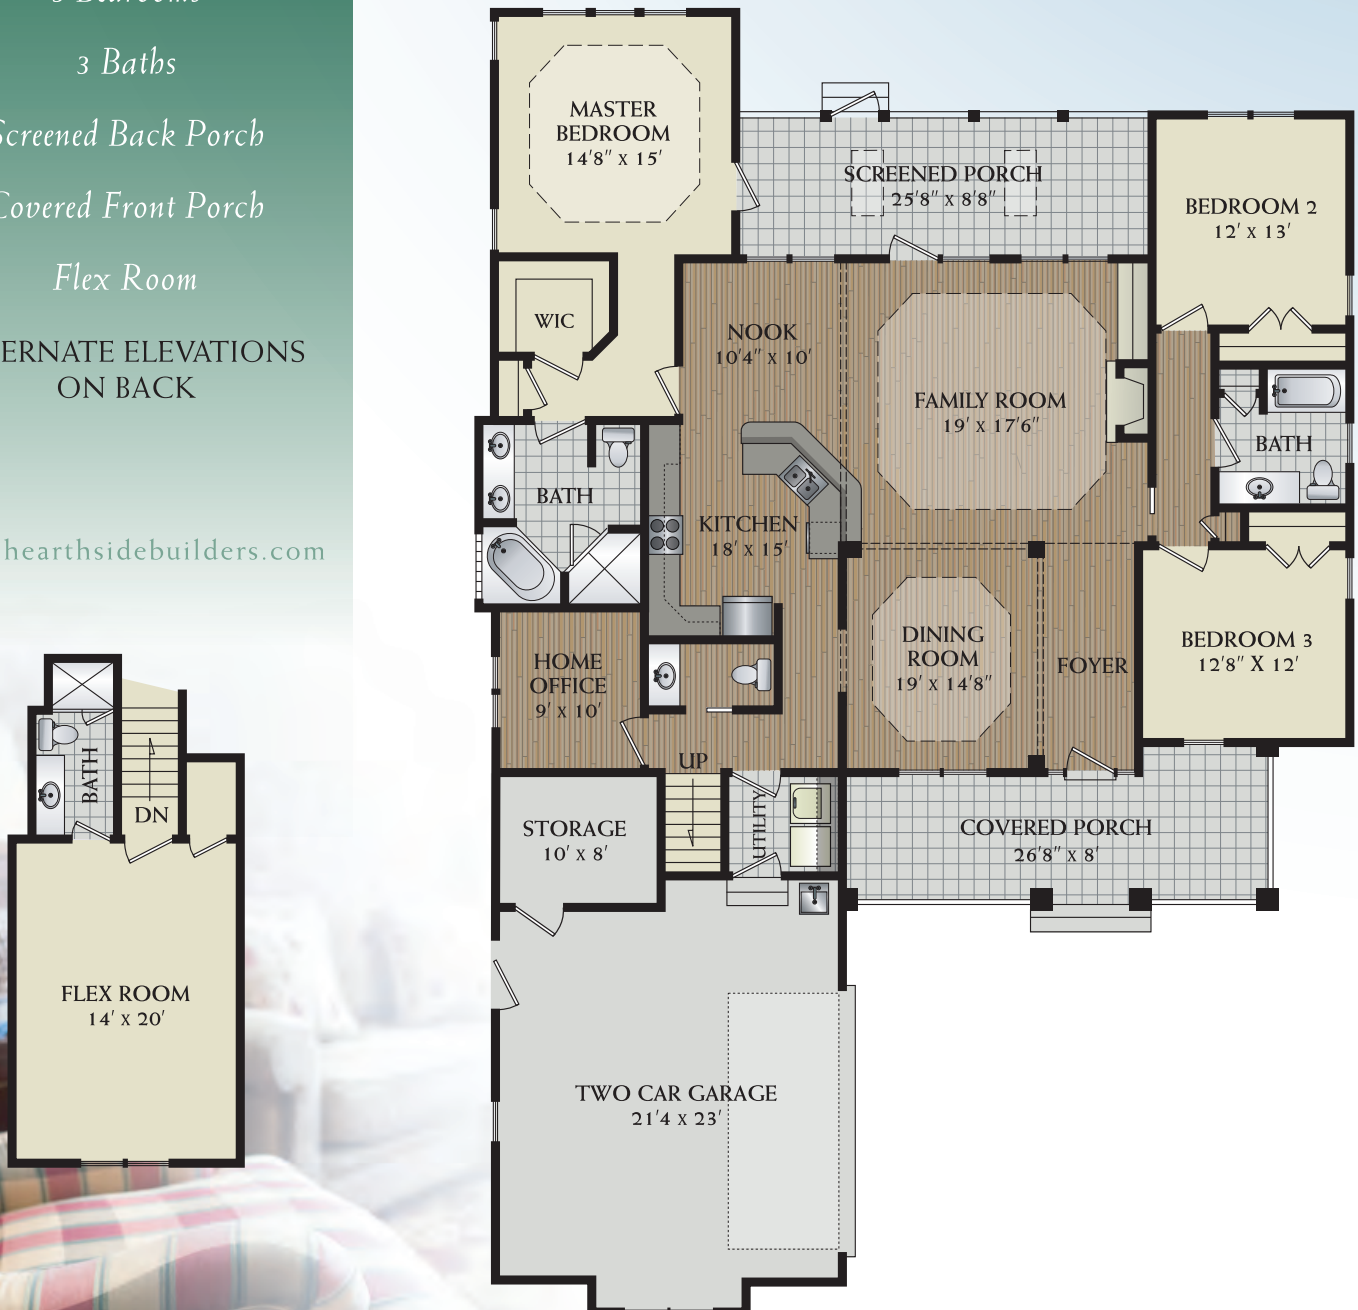 3 Baths
Screened Back Porch
Covered Front Porch
Flex Room
ERNATE ELEVATIONS
ON BACK
hearthsidebuilders.com
MASTER
BEDROOM
14'8" X 15'
SCREENED PORCH
25'8" X 8'8"
BEDROOM 2
12' X 13'
WIC
NOOK
10'4" X 10'
FAMILY ROOM
19' X 17'6"
BATH
BATH
KITCHEN
18' X 15'
HOME
OFFICE
9' X 10'
DINING
ROOM
19' X 14'8"
FOYER
BEDROOM 3
12'8" X 12'
UP
STORAGE
10' X 8'
UTILITY
COVERED PORCH
26'8" X 8'
TWO CAR GARAGE
21'4 X 23'
BATH
DN
FLEX ROOM
14' X 20'